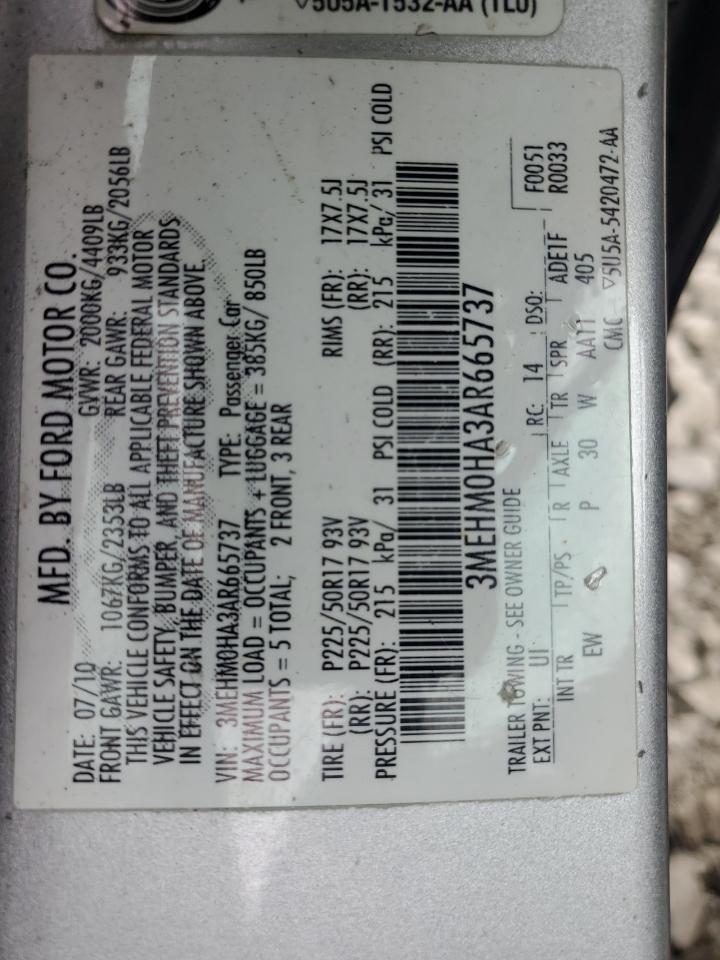 ▽5U5A-1532-AA (TLU)
MFD. BY FORD MOTOR CO.
DATE: 07/10 GVWR: 2000KG/4409LB
FRONT GAWR: 1067KG/2353LB REAR GAWR: 933KG/2056LB
THIS VEHICLE CONFORMS TO ALL APPLICABLE FEDERAL MOTOR
VEHICLE SAFETY, BUMPER, AND THEFT PREVENTION STANDARDS
IN EFFECT ON THE DATE OF MANUFACTURE SHOWN ABOVE.
VIN: 3MEHM0HA3AR665737 TYPE: Passenger Car
MAXIMUM LOAD = OCCUPANTS + LUGGAGE = 385KG/ 850LB
OCCUPANTS = 5 TOTAL; 2 FRONT, 3 REAR
TIRE (FR): P225/50R17 93V RIMS (FR): 17X7.5J
(RR): P225/50R17 93V (RR): 17X7.5J
PRESSURE (FR): 215 kPa/ 31 PSI COLD (RR): 215 kPa/ 31 PSI COLD
3MEHM0HA3AR665737
TRAILER TOWING - SEE OWNER GUIDE F0051
EXT PNT: UI RC: 14 DSO: R0033
INT TR TP/PS R AXLE TR SPR ADE1F
EW P 30 W AA11 405
CMC ▽5U5A-5420472-AA